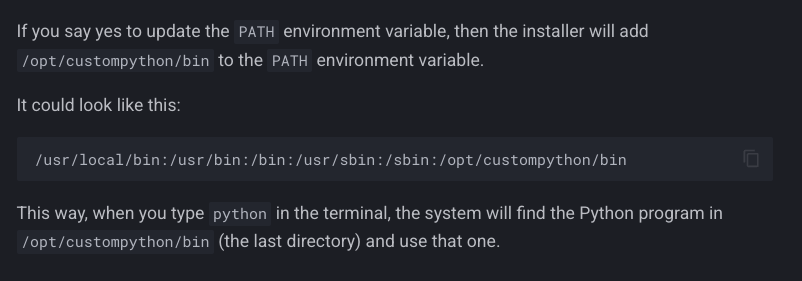 If you say yes to update the PATH environment variable, then the installer will add
/opt/custompython/bin to the PATH environment variable.
It could look like this:
/usr/local/bin:/usr/bin:/bin:/usr/sbin:/sbin:/opt/custompython/bin
This way, when you type python in the terminal, the system will find the Python program in
/opt/custompython/bin (the last directory) and use that one.